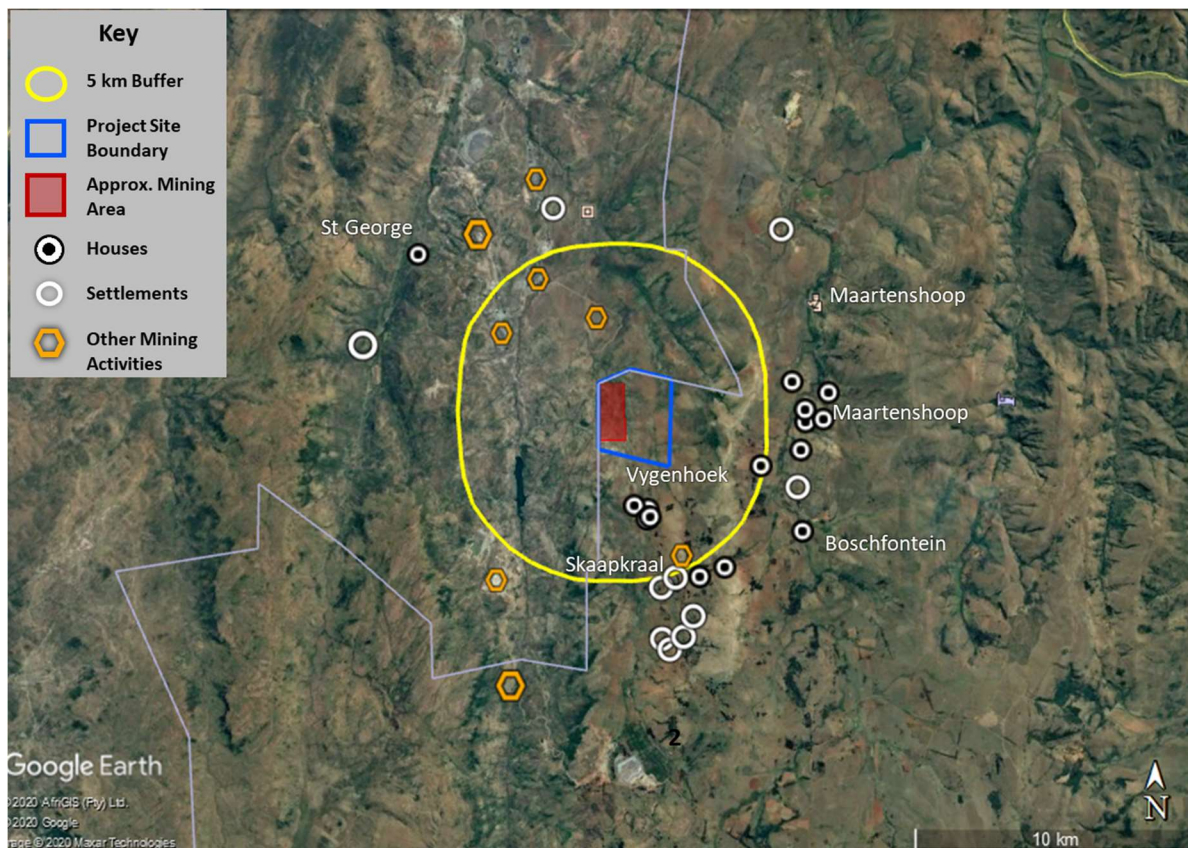 Key
5 km Buffer
Project Site
Boundary
Approx. Mining
Area
Houses
Settlements
Other Mining
Activities
St George
Maartenshoop
Maartenshoop
Vygenhoek
Boschfontein
Skaapkraal
2
Google Earth
©2020 AfriGIS (Pty) Ltd.
©2020 Google
rage © 2020 Maxar Technologies
N
10 km